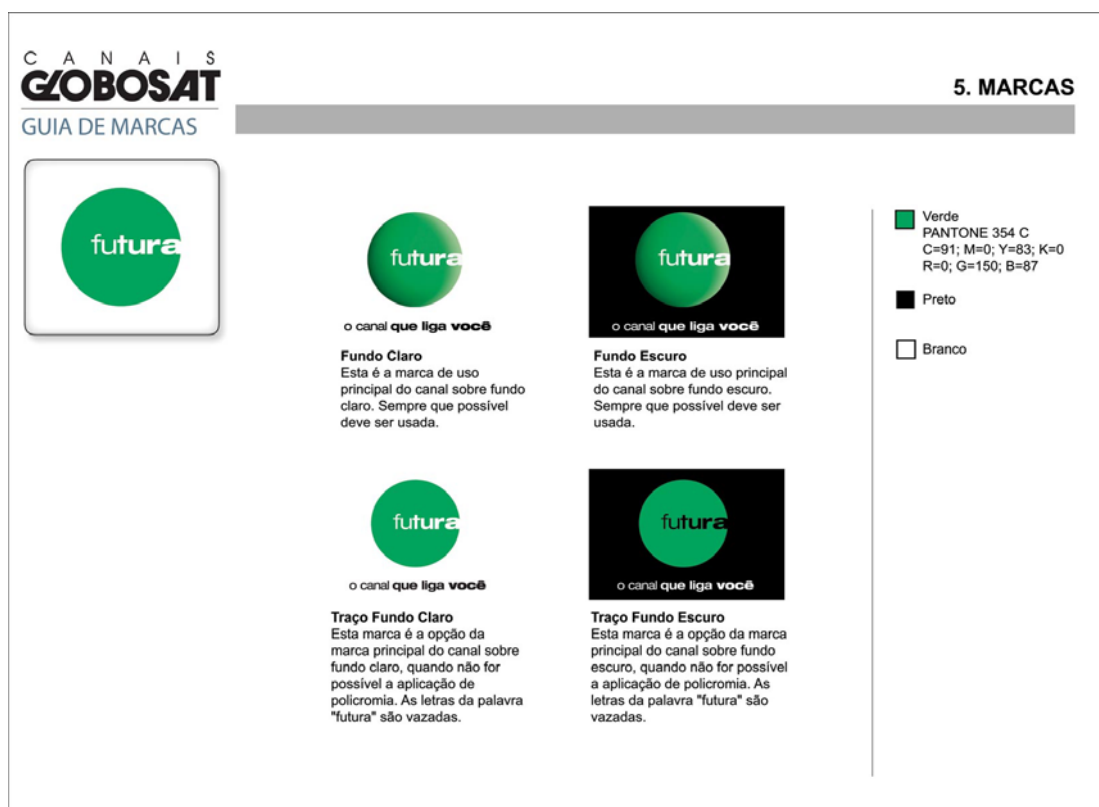 CANAIS
GLOBOSAT
GUIA DE MARCAS
5. MARCAS
futura
futura
o canal que liga você
Fundo Claro
Esta é a marca de uso
principal do canal sobre fundo
claro. Sempre que possível
deve ser usada.
futura
o canal que liga você
Fundo Escuro
Esta é a marca de uso principal
do canal sobre fundo escuro.
Sempre que possível deve ser
usada.
futura
o canal que liga você
Traço Fundo Claro
Esta marca é a opção da
marca principal do canal sobre
fundo claro, quando não for
possível a aplicação de
policromia. As letras da palavra
"futura" são vazadas.
futura
o canal que liga você
Traço Fundo Escuro
Esta marca é a opção da marca
principal do canal sobre fundo
escuro, quando não for possível
a aplicação de policromia. As
letras da palavra "futura" são
vazadas.
Verde
PANTONE 354 C
C=91; M=0; Y=83; K=0
R=0; G=150; B=87
Preto
Branco